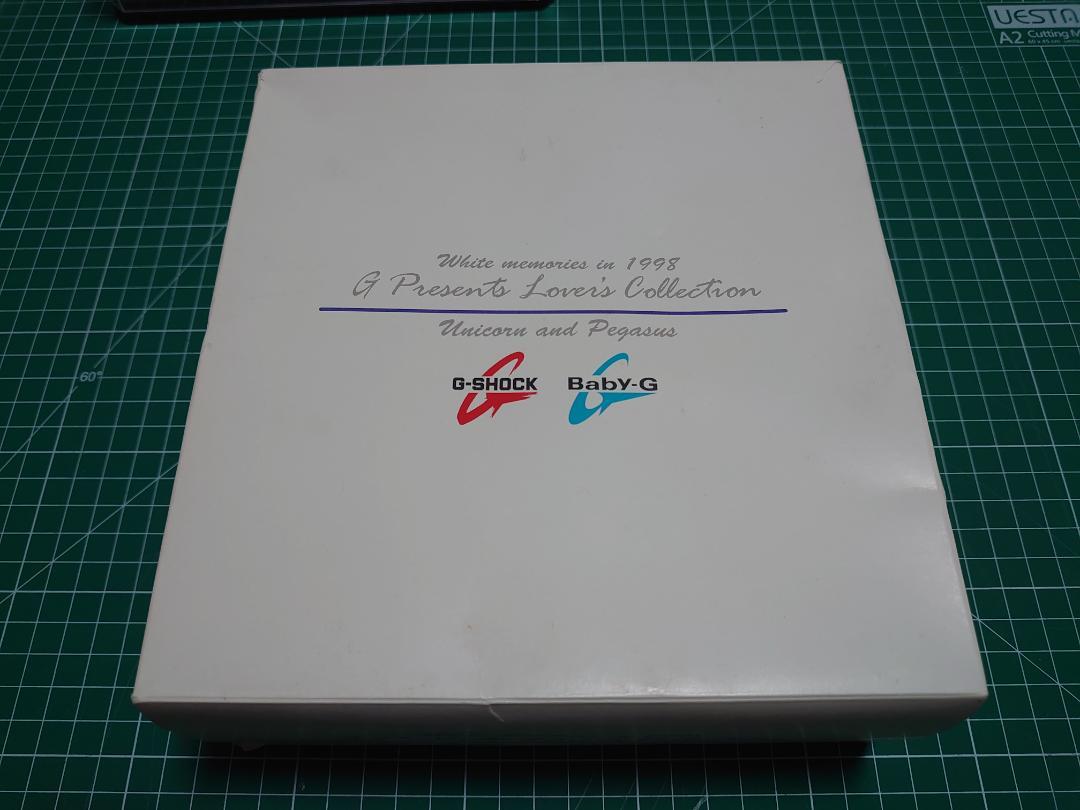 UESTA
A2 Cutting M
White memories in 1998
G Presents Lover's Collection
Unicorn and Pegasus
G-SHOCK Baby-G
60°